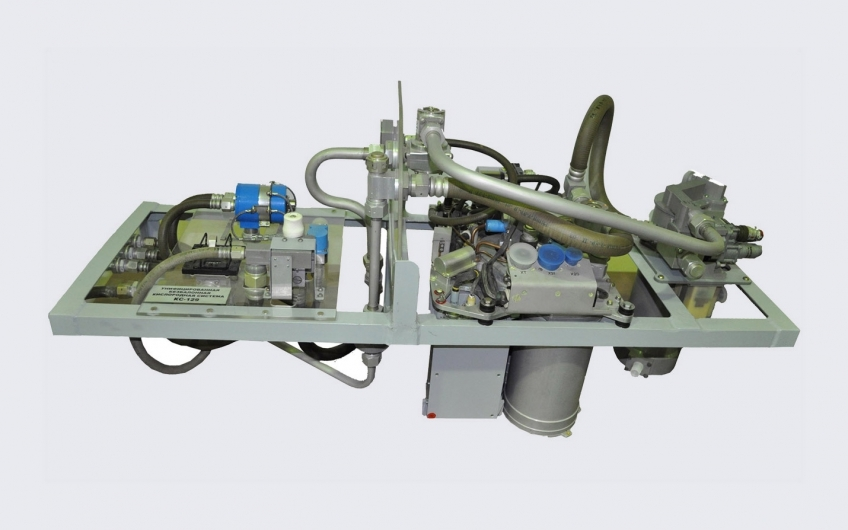 УНИФИЦИРОВАННАЯ
БЕЗБАЛЛОННАЯ
КИСЛОРОДНАЯ СИСТЕМА
КС-129